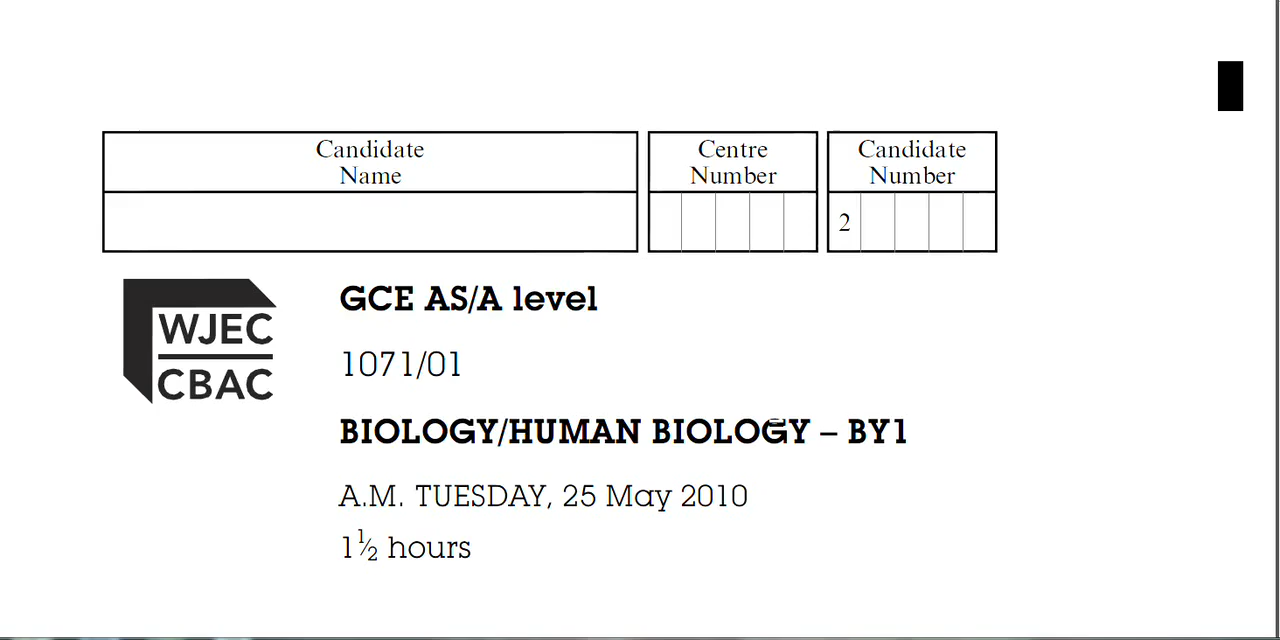 Candidate
Name
Centre
Number
Candidate
Number
2
WJEC
CBAC
GCE AS/A level
1071/01
BIOLOGY/HUMAN BIOLOGY – BY1
A.M. TUESDAY, 25 May 2010
1½ hours